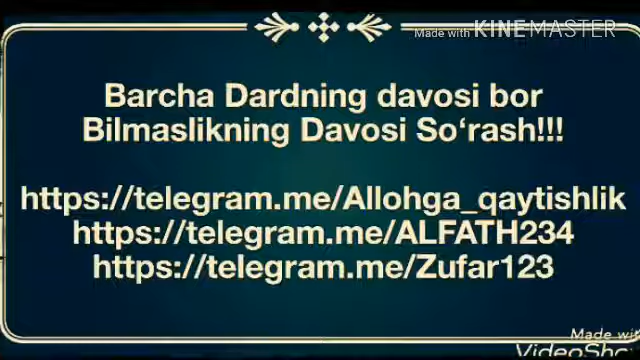 Made with KINEMASTER
Barcha Dardning davosi bor
Bilmaslikning Davosi So‘rash!!!
https://telegram.me/Allohga_qaytishlik
https://telegram.me/ALFATH234
https://telegram.me/Zufar123
Made with
VideoSho